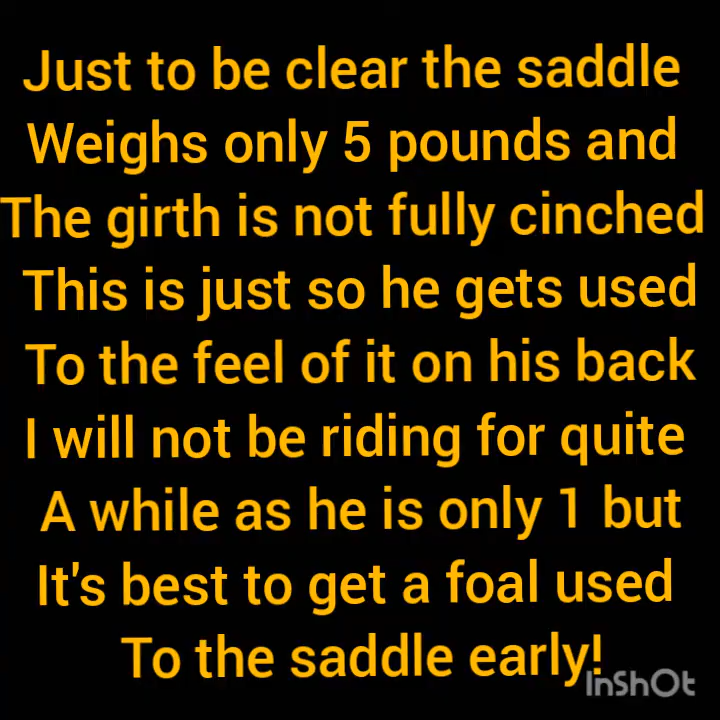 Just to be clear the saddle
Weighs only 5 pounds and
The girth is not fully cinched
This is just so he gets used
To the feel of it on his back
I will not be riding for quite
A while as he is only 1 but
It's best to get a foal used
To the saddle early!
InShOt